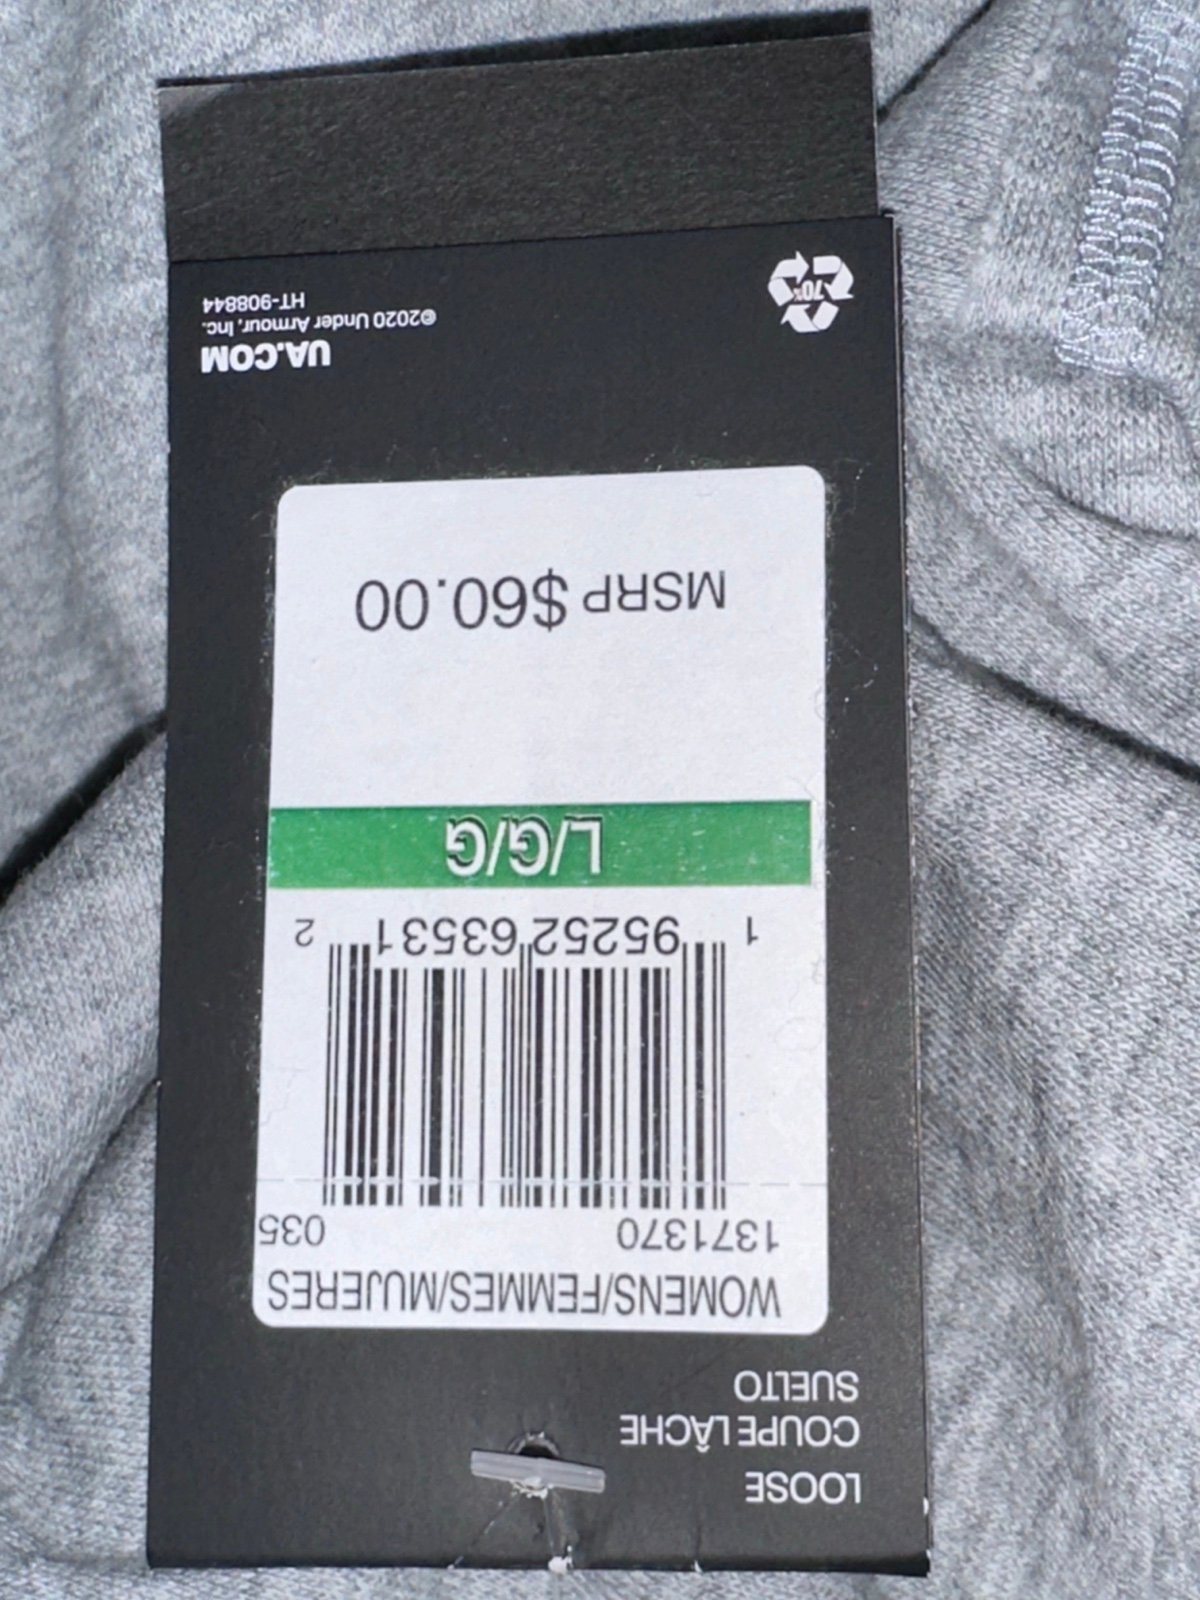 LOOSE
COUPE LÂCHE
SUELTO
WOMENS/FEMMES/MUJERES
1371370 035
1 95252 63531 2
L/G/G
MSRP $60.00
UA.COM
©2020 Under Armour, Inc.
HT-908844
70%